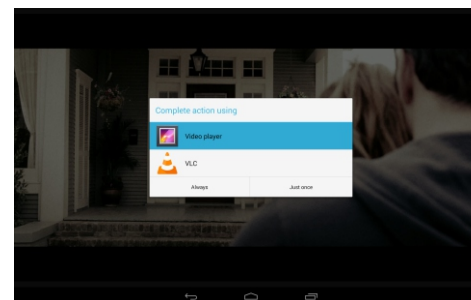 Complete action using
Video player
VLC
Always
Just once